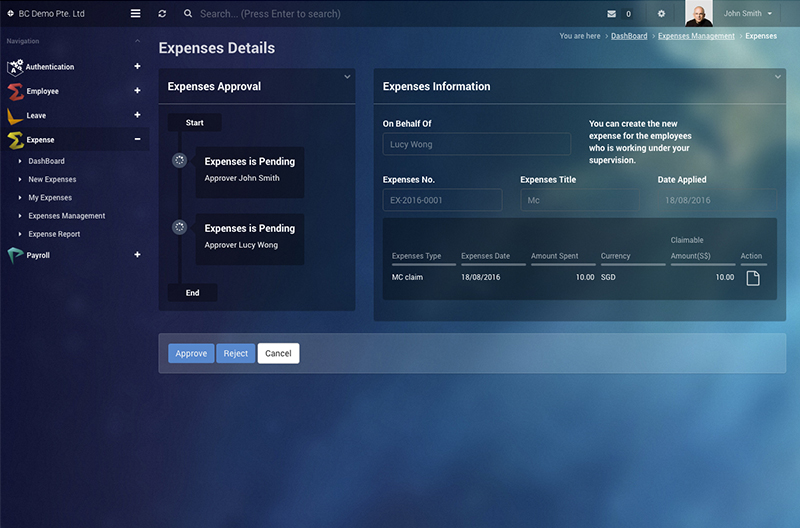 BC Demo Pte. Ltd
Search... (Press Enter to search)
0
John Smith
Navigation
Authentication
Employee
Leave
Expense
DashBoard
New Expenses
My Expenses
Expenses Management
Expense Report
Payroll
Expenses Details
You are here > DashBoard > Expenses Management > Expenses
Expenses Approval
Start
Expenses is Pending
Approver John Smith
Expenses is Pending
Approver Lucy Wong
End
Expenses Information
On Behalf Of
Lucy Wong
You can create the new
expense for the employees
who is working under your
supervision.
Expenses No. Expenses Title Date Applied
EX-2016-0001 Mc 18/08/2016
Claimable
Expenses Type Expenses Date Amount Spent Currency Amount(S$) Action
MC claim 18/08/2016 10.00 SGD 10.00
Approve Reject Cancel